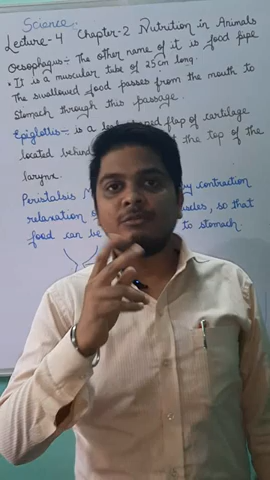 Science:-
Lecture-4 Chapter-2 Nutrition in Animals
Oesophagus:- The other name of it is food pipe
• It is a muscular tube of 25cm long.
The swallowed food passes from the mouth to
Stomach through this passage.
Epiglottis:- is a flap of cartilage
located behind the top of the
larynx.
Peristalsis by contraction
relaxation so that
food can be to stomach.